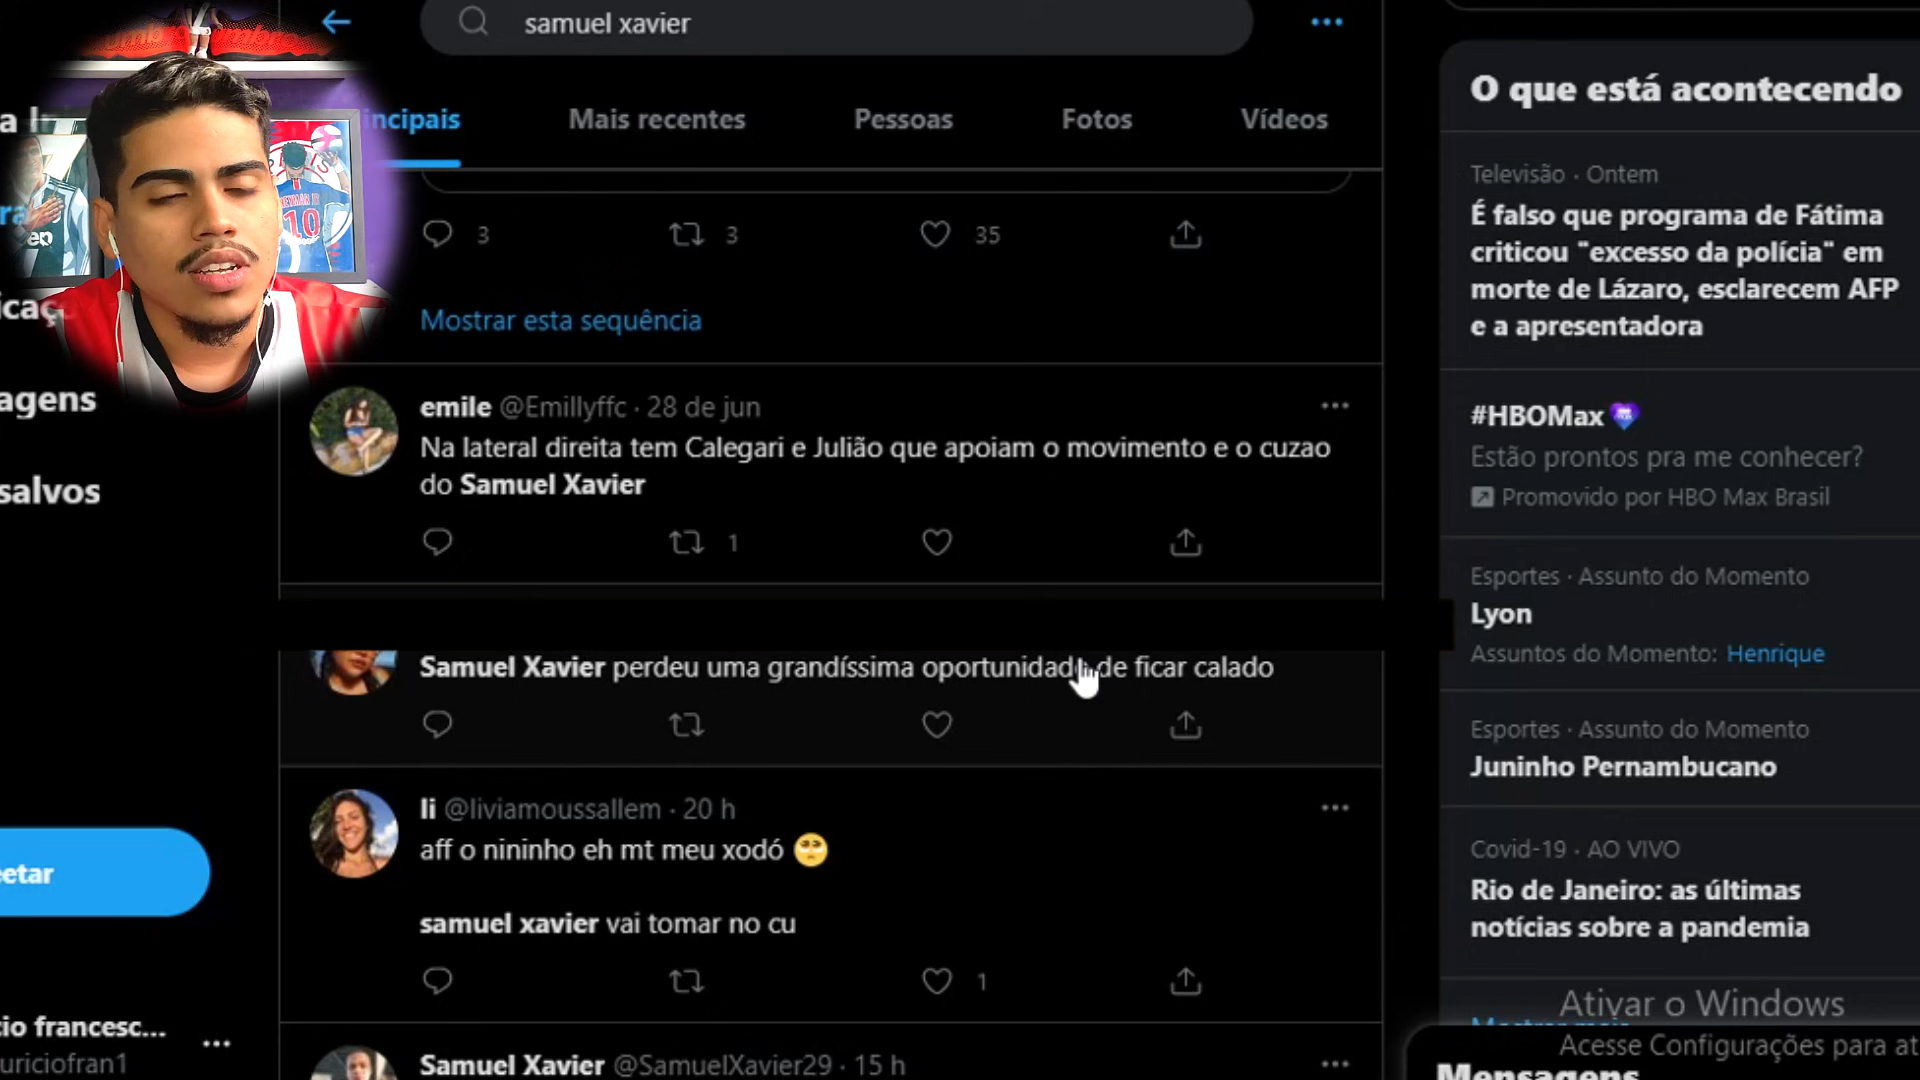 samuel xavier
incipais
Mais recentes
Pessoas
Fotos
Vídeos
3
3
35
Mostrar esta sequência
emile @Emillyffc · 28 de jun
Na lateral direita tem Calegari e Julião que apoiam o movimento e o cuzao
do Samuel Xavier
1
Samuel Xavier perdeu uma grandíssima oportunidade de ficar calado
li @liviamoussallem · 20 h
aff o nininho eh mt meu xodó 🥺
samuel xavier vai tomar no cu
1
Samuel Xavier @SamuelXavier29 · 15 h
icaç
agens
salvos
etar
io francesc...
uriciofran1
NEYMAR JR
10
O que está acontecendo
Televisão · Ontem
É falso que programa de Fátima
criticou "excesso da polícia" em
morte de Lázaro, esclarecem AFP
e a apresentadora
#HBOMax
Estão prontos pra me conhecer?
Promovido por HBO Max Brasil
Esportes · Assunto do Momento
Lyon
Assuntos do Momento: Henrique
Esportes · Assunto do Momento
Juninho Pernambucano
Covid-19 · AO VIVO
Rio de Janeiro: as últimas
notícias sobre a pandemia
Mostrar mais
Ativar o Windows
Acesse Configurações para at
Mensagens